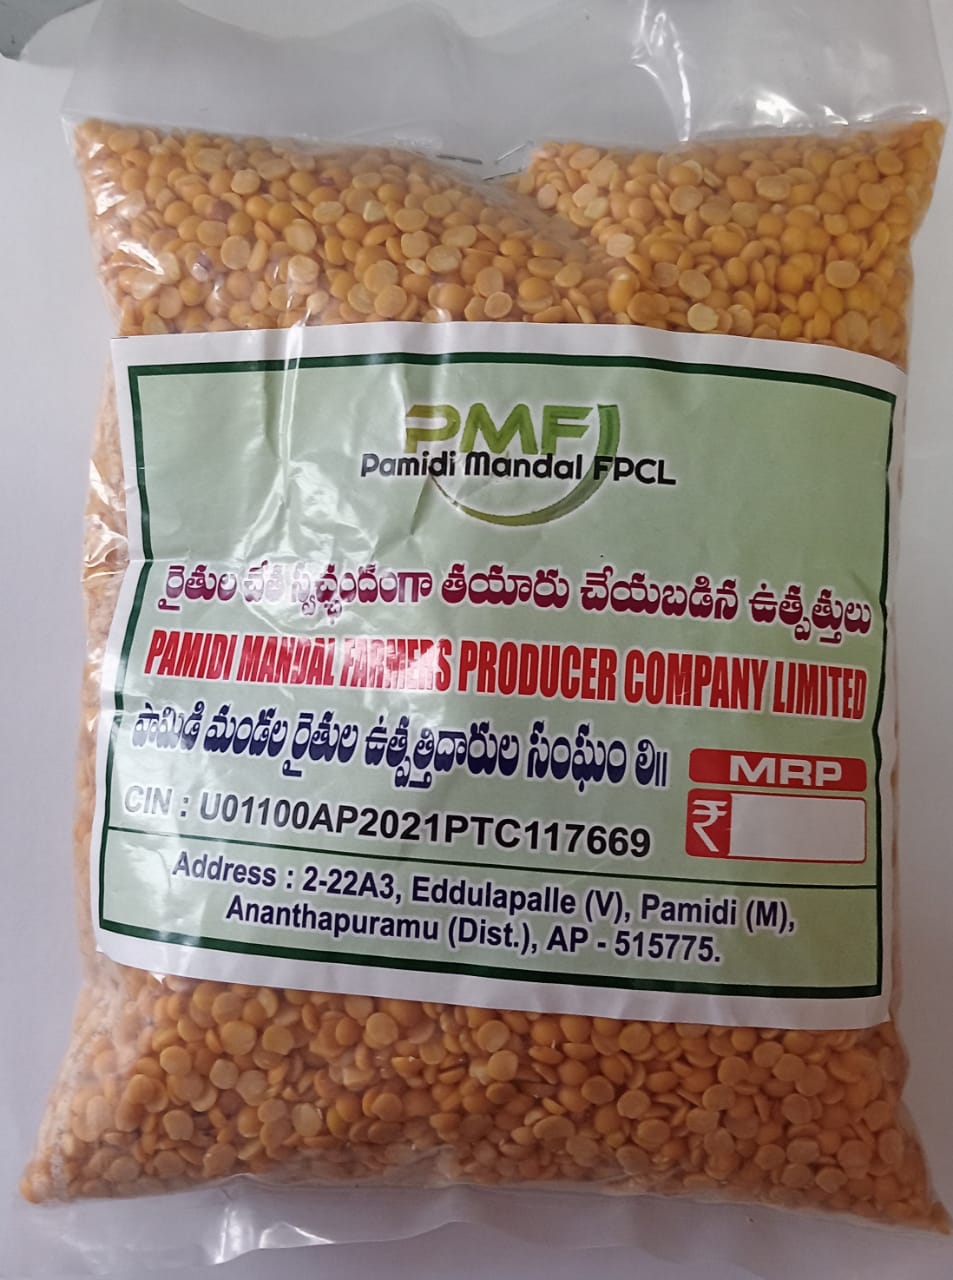 PMF
Pamidi Mandal FPCL
రైతుల చేత స్వచ్ఛందంగా తయారు చేయబడిన ఉత్పత్తులు
PAMIDI MANDAL FARMERS PRODUCER COMPANY LIMITED
పామిడి మండల రైతుల ఉత్పత్తిదారుల సంఘం లి॥
MRP
₹
CIN : U01100AP2021PTC117669
Address : 2-22A3, Eddulapalle (V), Pamidi (M),
Ananthapuramu (Dist.), AP - 515775.